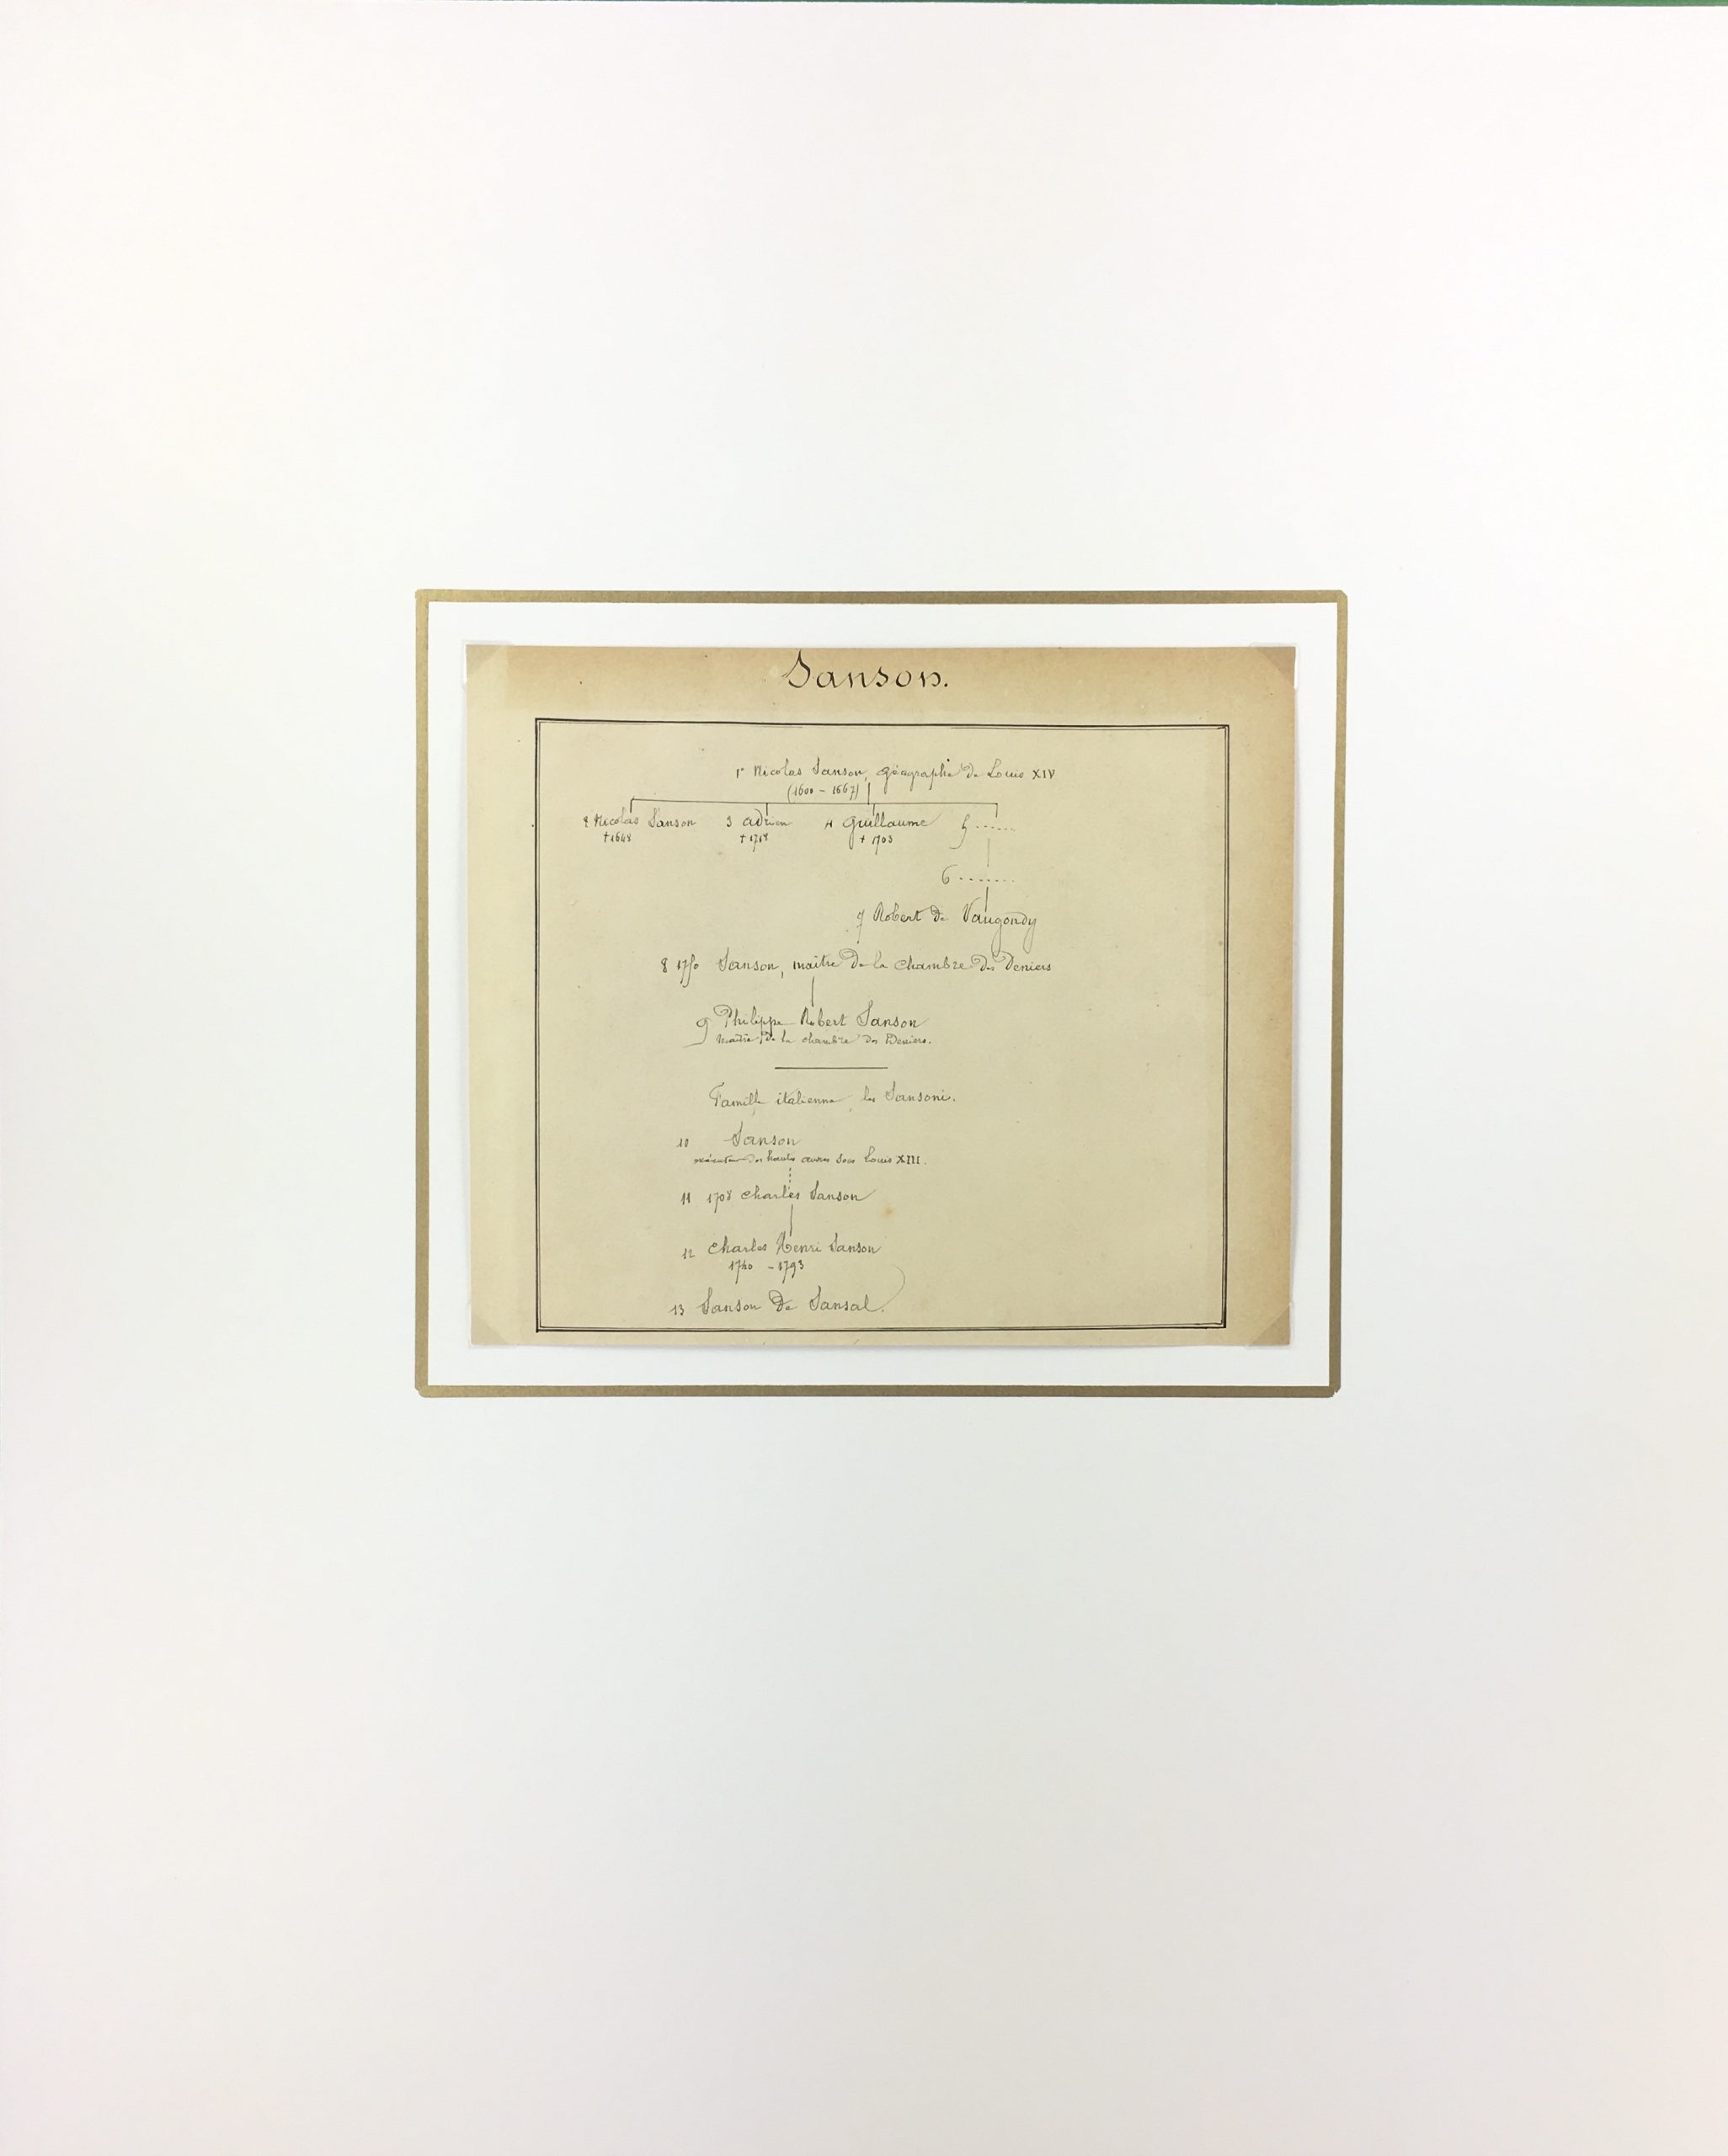 Sanson.
1° Nicolas Sanson, géographe de Louis XIV
(1600 - 1667)
2 Nicolas Sanson 3 Adrien 4 Guillaume 5 ......
†1648 †1718 †1703
6 .......
7 Robert de Vaugondy
8 1750 Sanson, maître de la Chambre des Deniers
9 Philippe Robert Sanson
Maître de la chambre des Deniers.
Famille italienne, les Sansoni.
10 Sanson
exécuteur des hautes œuvres sous Louis XIII.
11 1708 Charles Sanson
12 Charles Henri Sanson
1740 - 1793
13 Sanson de Sansal.